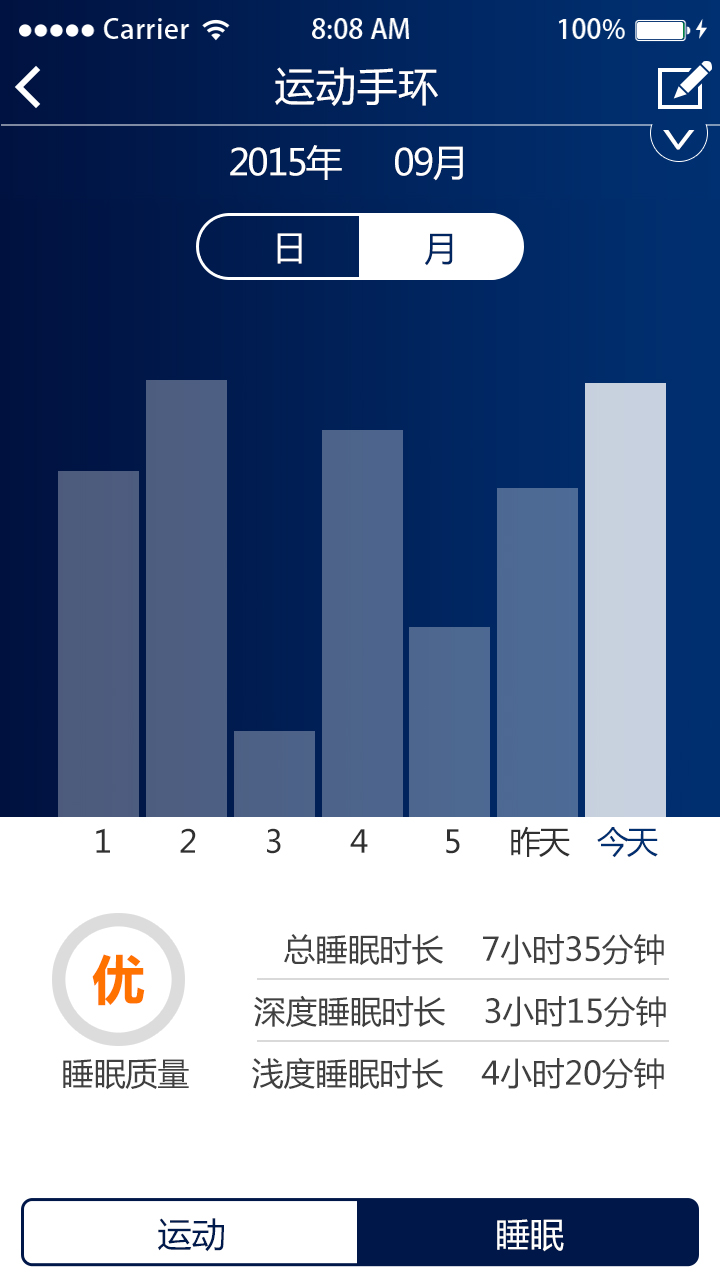 Carrier 8:08 AM 100%
运动手环
2015年 09月
日 月
1 2 3 4 5 昨天 今天
优
睡眠质量
总睡眠时长 7小时35分钟
深度睡眠时长 3小时15分钟
浅度睡眠时长 4小时20分钟
运动 睡眠